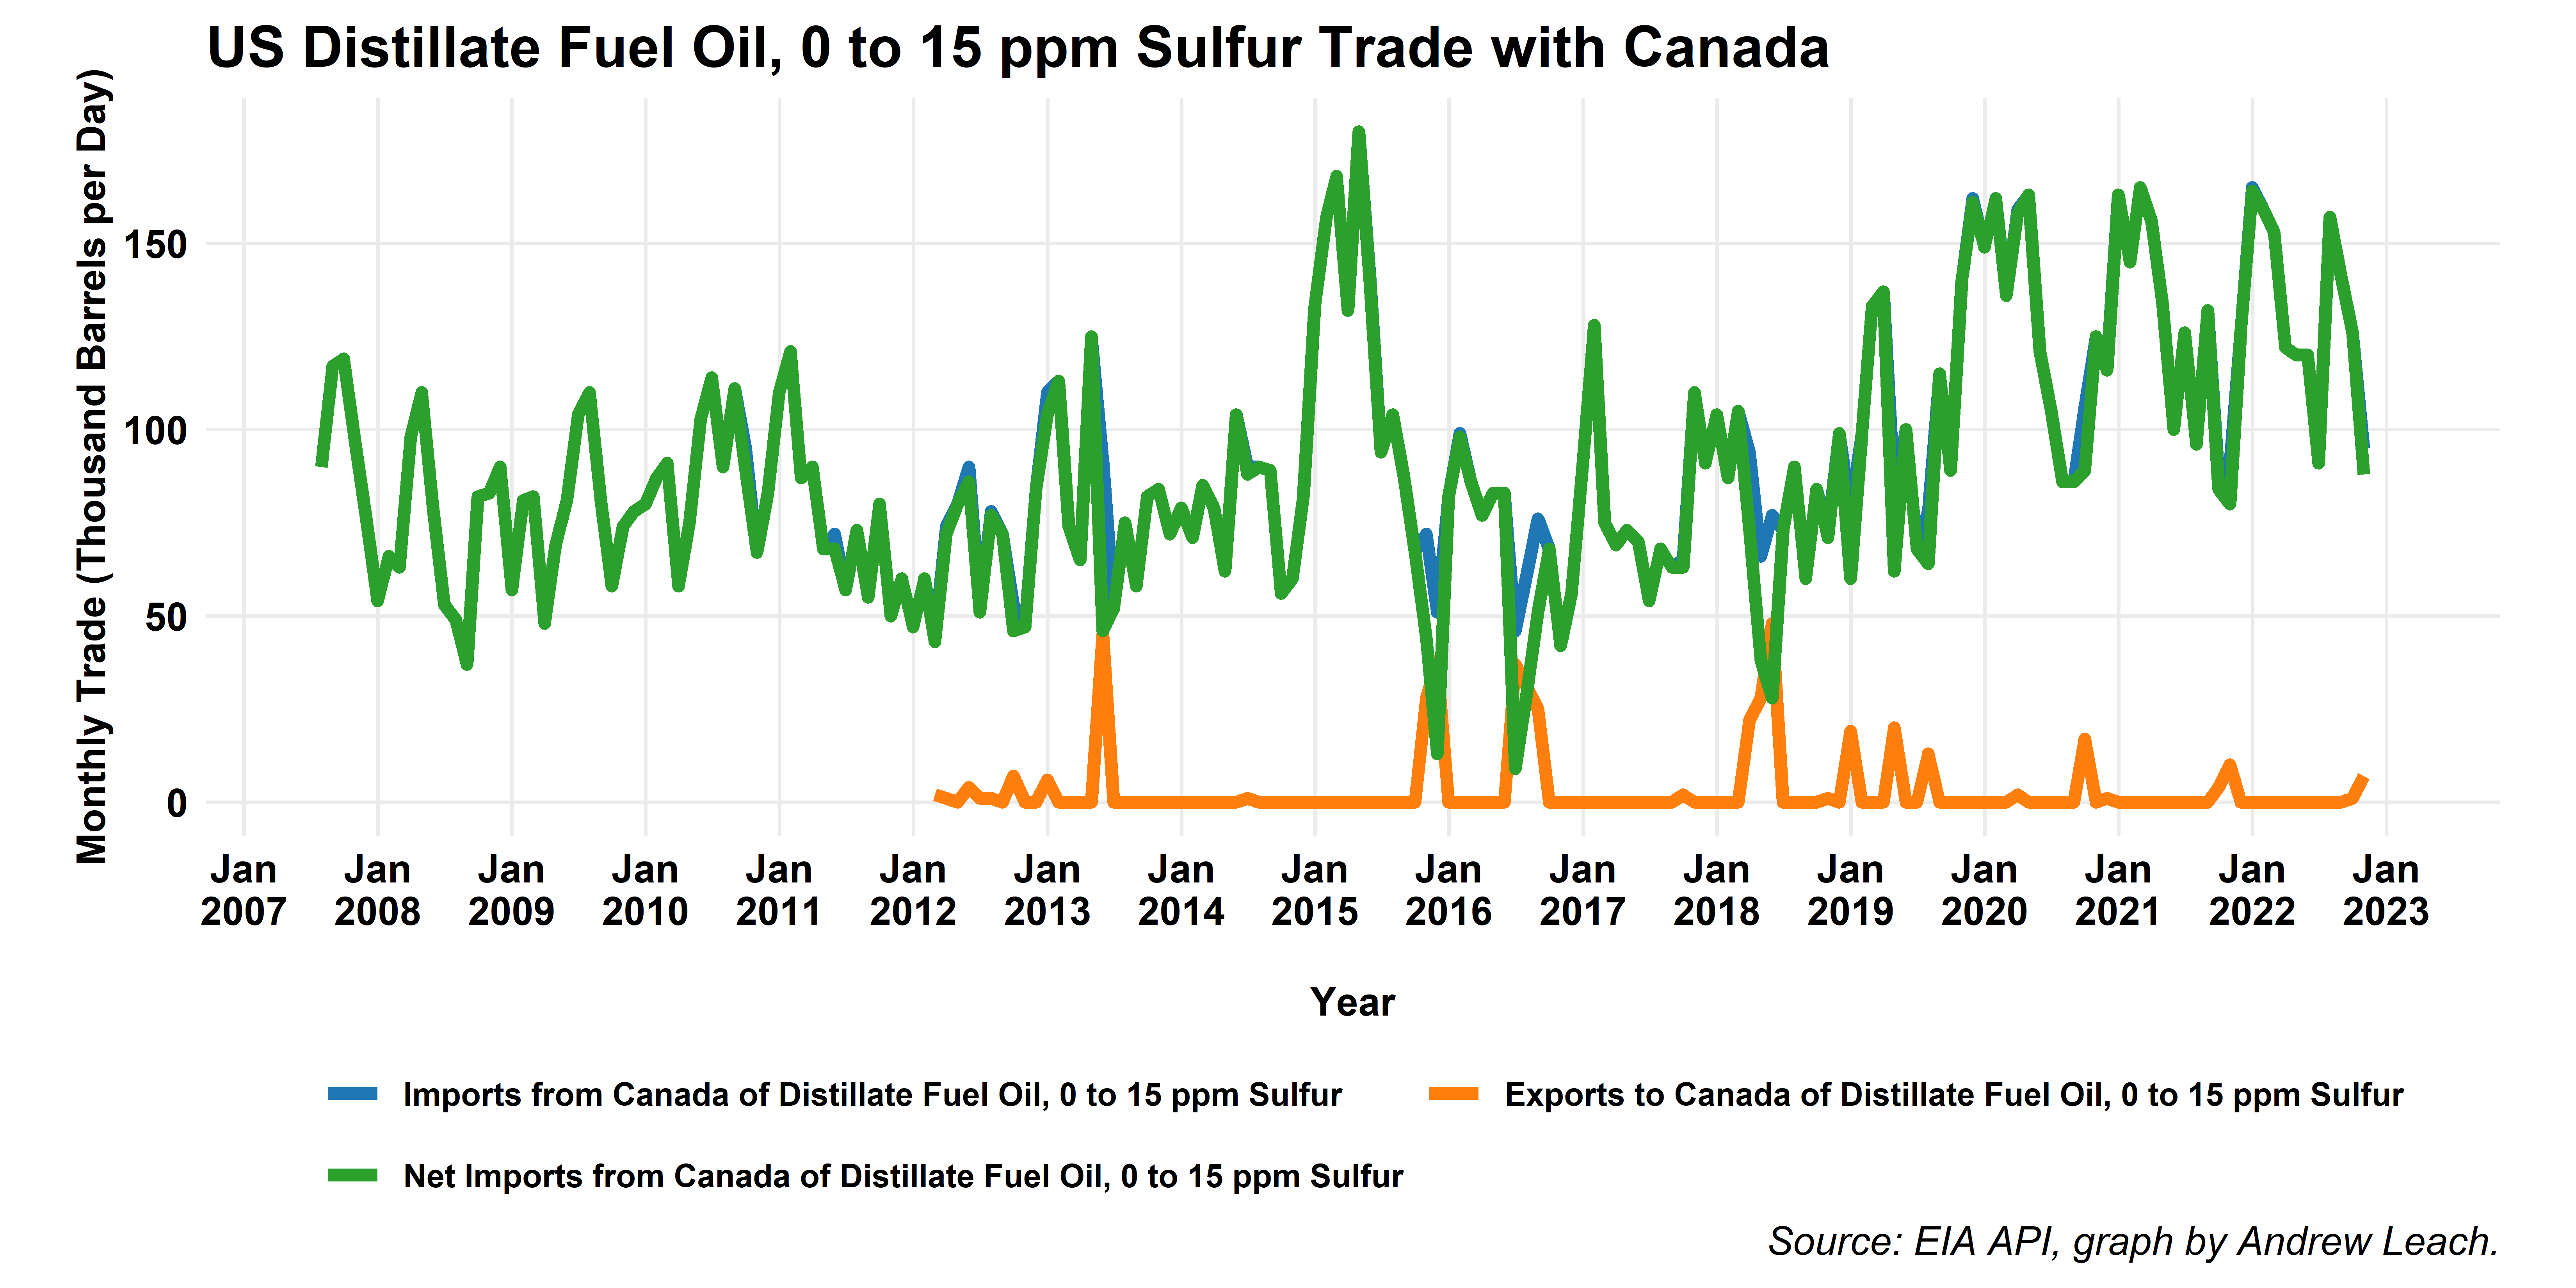 US Distillate Fuel Oil, 0 to 15 ppm Sulfur Trade with Canada
Monthly Trade (Thousand Barrels per Day)
150
100
50
0
Jan Jan Jan Jan Jan Jan Jan Jan Jan Jan Jan Jan Jan Jan Jan Jan Jan
2007 2008 2009 2010 2011 2012 2013 2014 2015 2016 2017 2018 2019 2020 2021 2022 2023
Year
Imports from Canada of Distillate Fuel Oil, 0 to 15 ppm Sulfur
Exports to Canada of Distillate Fuel Oil, 0 to 15 ppm Sulfur
Net Imports from Canada of Distillate Fuel Oil, 0 to 15 ppm Sulfur
Source: EIA API, graph by Andrew Leach.